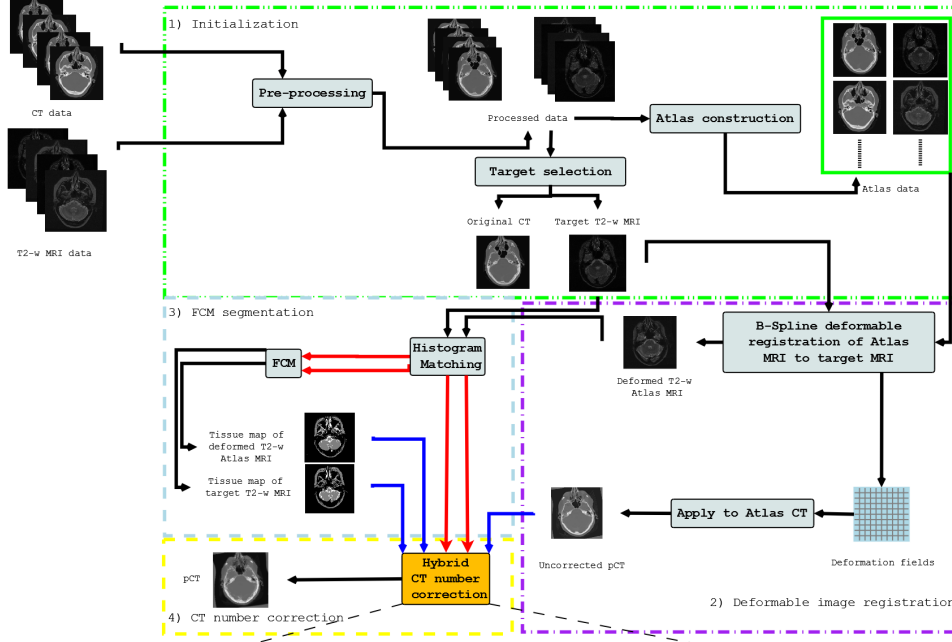 1) Initialization
CT data
Pre-processing
Processed data
Atlas construction
T2-w MRI data
Target selection
Atlas data
Original CT
Target T2-w MRI
3) FCM segmentation
Histogram
Matching
FCM
B-Spline deformable
registration of Atlas
MRI to target MRI
Deformed T2-w
Atlas MRI
Tissue map of
deformed T2-w
Atlas MRI
Tissue map of
target T2-w MRI
Apply to Atlas CT
Uncorrected pCT
Deformation fields
pCT
Hybrid
CT number
correction
4) CT number correction
2) Deformable image registration